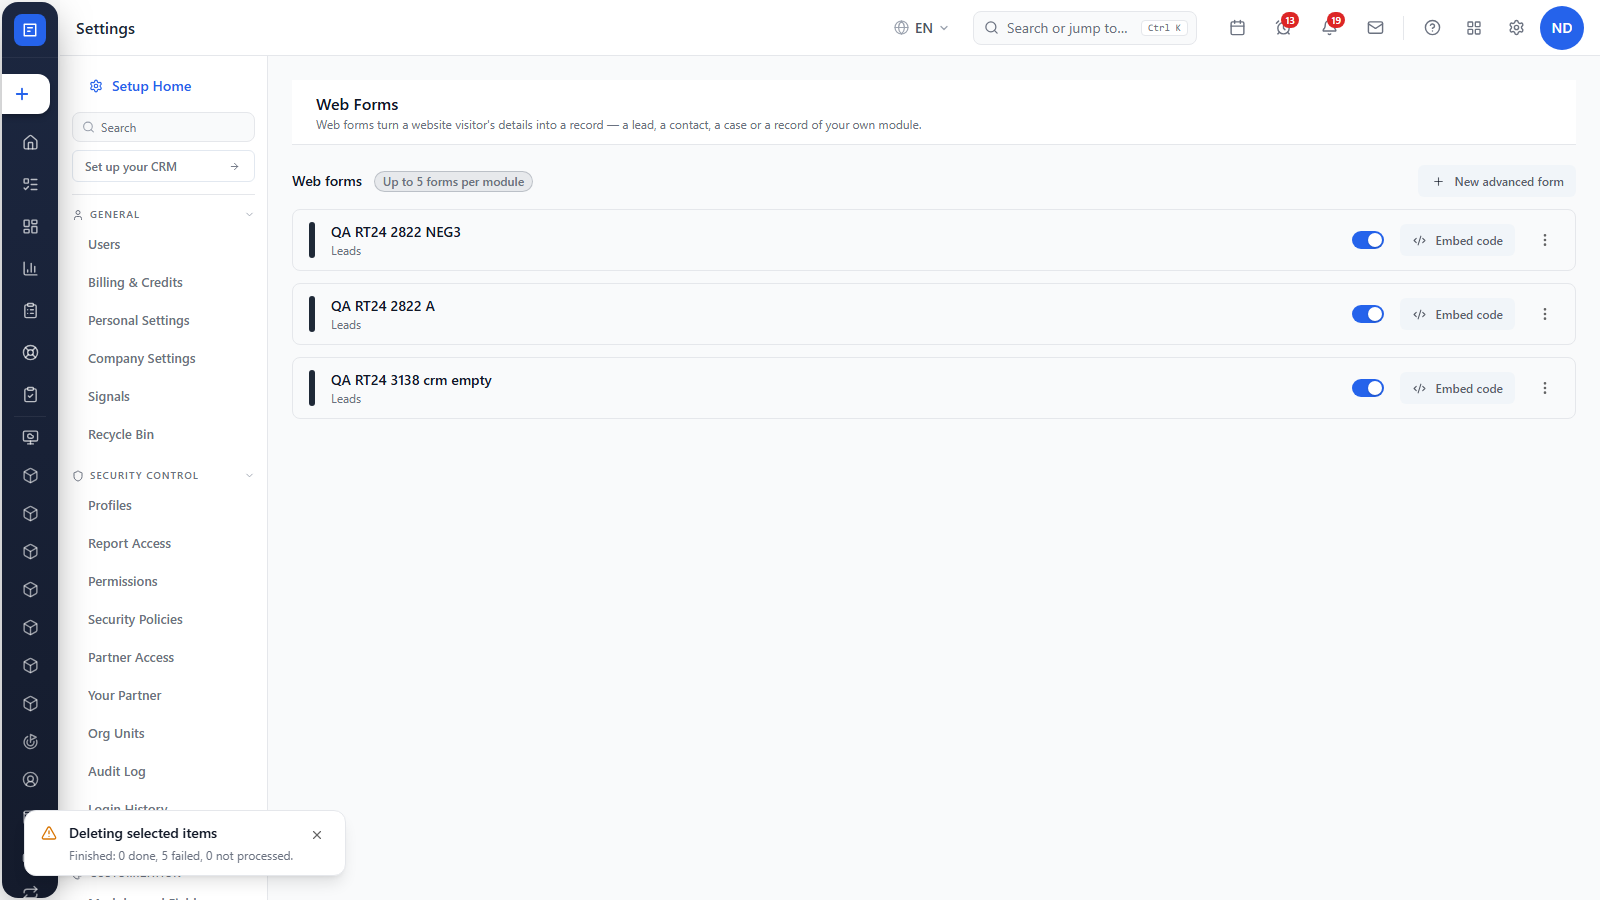 Settings
EN
Search or jump to...
Ctrl K
13
19
ND
Setup Home
Search
Set up your CRM
GENERAL
Users
Billing & Credits
Personal Settings
Company Settings
Signals
Recycle Bin
SECURITY CONTROL
Profiles
Report Access
Permissions
Security Policies
Partner Access
Your Partner
Org Units
Audit Log
Login History
Web Forms
Web forms turn a website visitor's details into a record — a lead, a contact, a case or a record of your own module.
Web forms
Up to 5 forms per module
New advanced form
QA RT24 2822 NEG3
Leads
Embed code
QA RT24 2822 A
Leads
Embed code
QA RT24 3138 crm empty
Leads
Embed code
Deleting selected items
Finished: 0 done, 5 failed, 0 not processed.